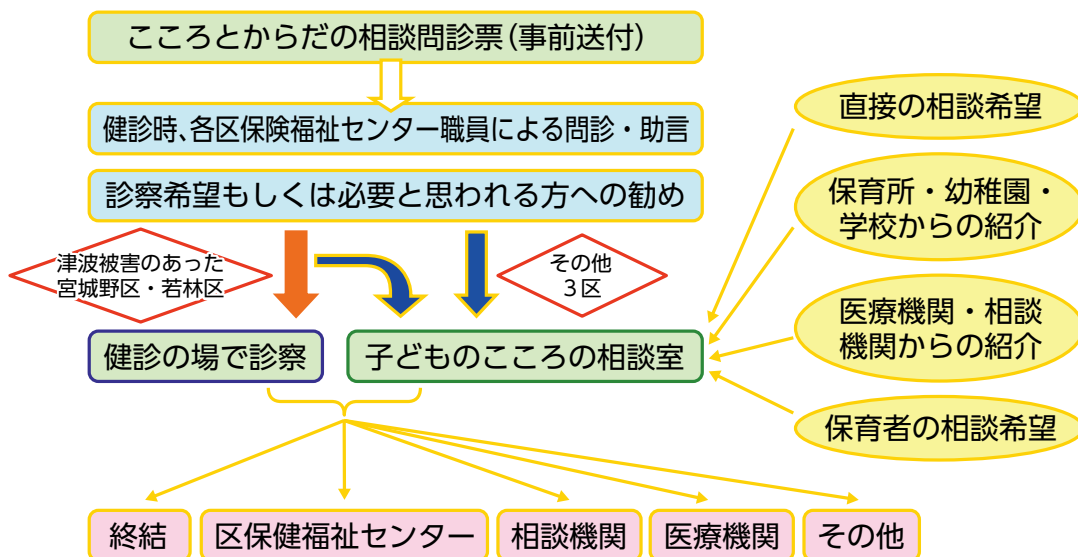 こころとからだの相談問診票(事前送付)
健診時、各区保険福祉センター職員による問診・助言
診察希望もしくは必要と思われる方への勧め
津波被害のあった
宮城野区・若林区
その他
3区
健診の場で診察
子どものこころの相談室
直接の相談希望
保育所・幼稚園・
学校からの紹介
医療機関・相談
機関からの紹介
保育者の相談希望
終結
区保健福祉センター
相談機関
医療機関
その他